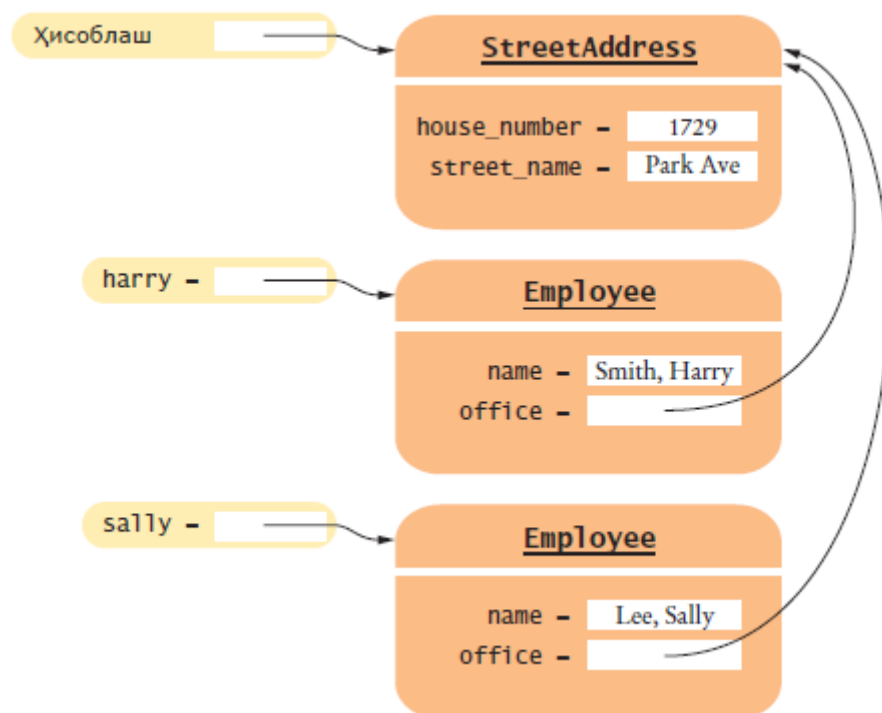 Ҳисоблаш
StreetAddress
house_number - 1729
street_name - Park Ave
harry -
Employee
name - Smith, Harry
office -
sally -
Employee
name - Lee, Sally
office -